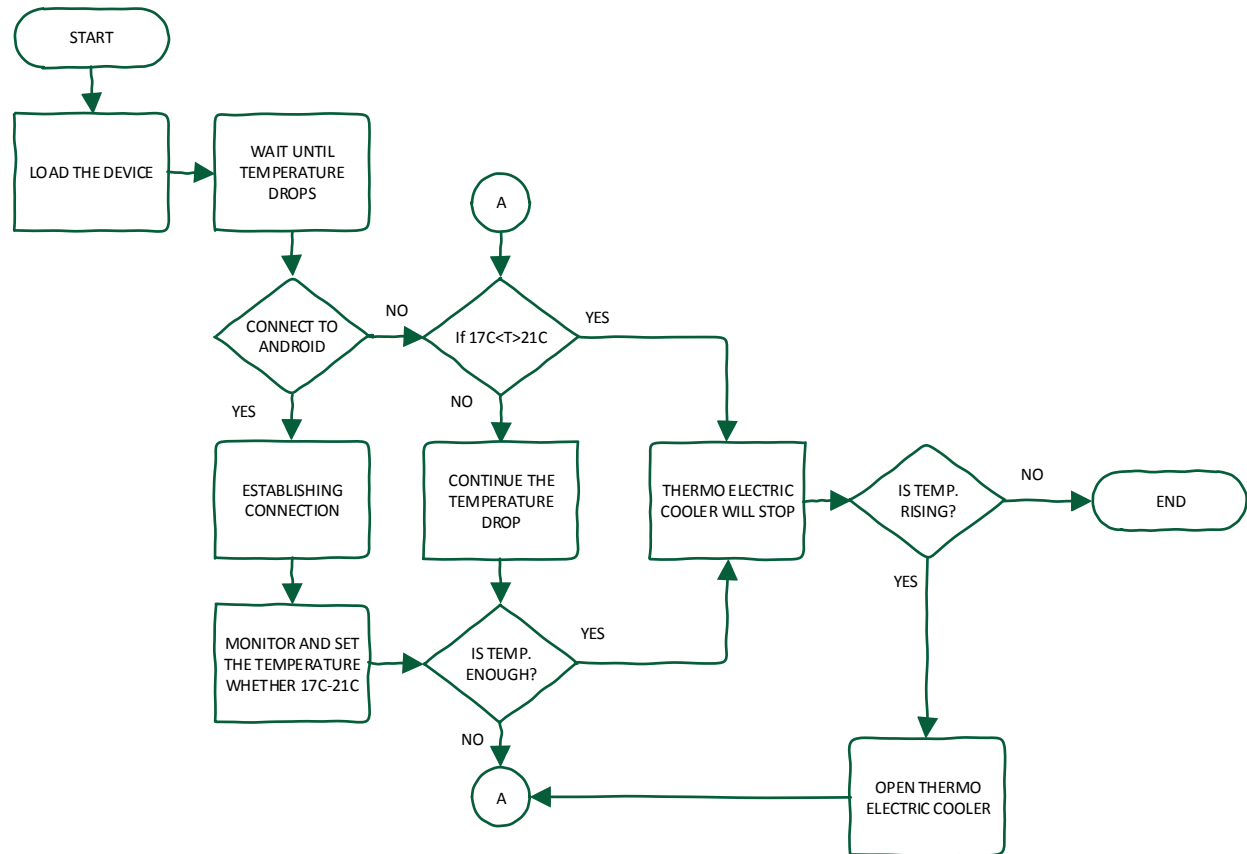 START
LOAD THE DEVICE
WAIT UNTIL
TEMPERATURE
DROPS
A
CONNECT TO
ANDROID
NO
If 17C<T>21C
YES
YES
NO
ESTABLISHING
CONNECTION
CONTINUE THE
TEMPERATURE
DROP
THERMO ELECTRIC
COOLER WILL STOP
IS TEMP.
RISING?
NO
END
YES
MONITOR AND SET
THE TEMPERATURE
WHETHER 17C-21C
IS TEMP.
ENOUGH?
YES
NO
A
OPEN THERMO
ELECTRIC COOLER